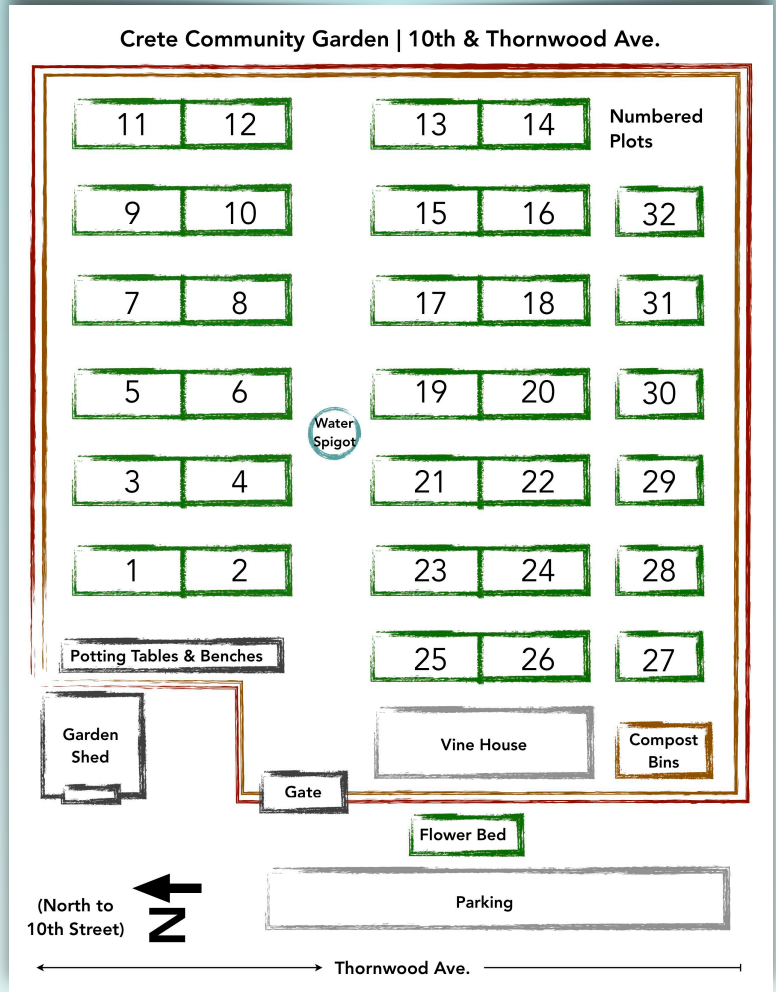 Crete Community Garden | 10th & Thornwood Ave.
11 12 13 14
Numbered
Plots
9 10 15 16 32
7 8 17 18 31
5 6 19 20 30
Water
Spigot
3 4 21 22 29
1 2 23 24 28
Potting Tables & Benches
25 26 27
Garden
Shed
Vine House
Compost
Bins
Gate
Flower Bed
Parking
(North to
10th Street)
N
Thornwood Ave.